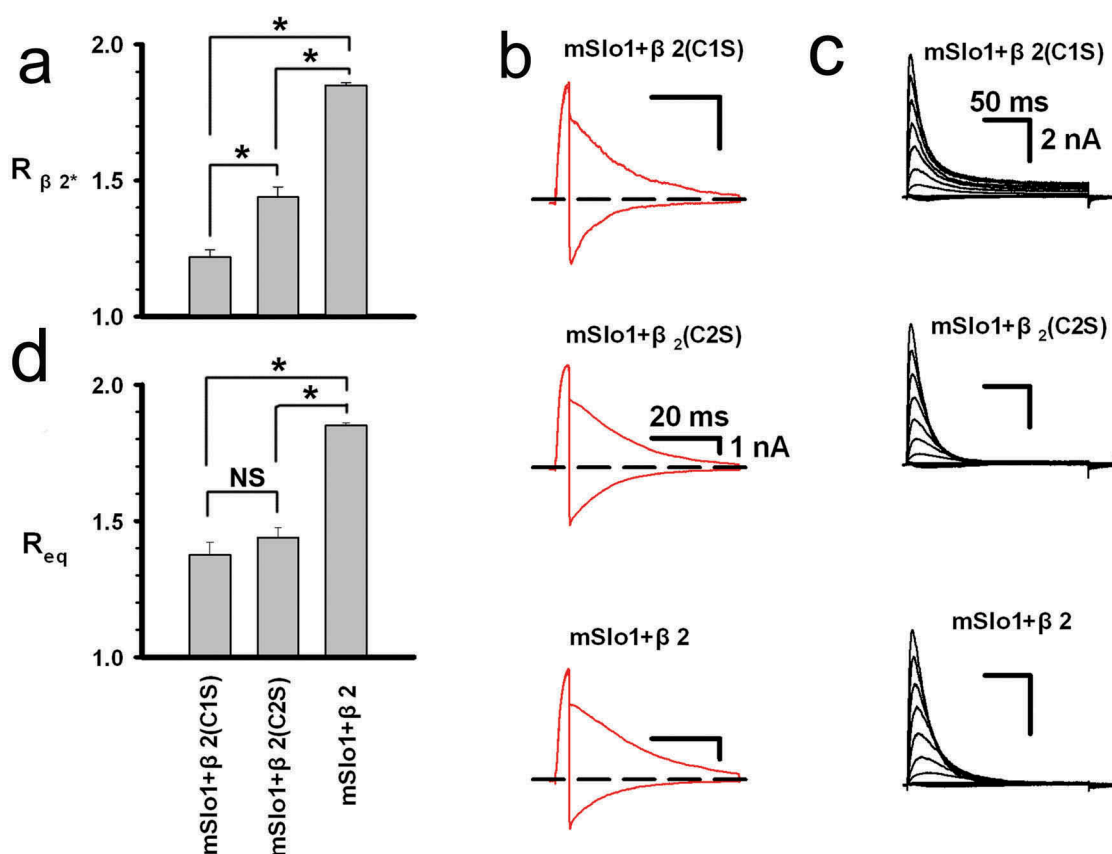 a
2.0
1.5
1.0
R β 2*
*
*
*
b
mSlo1+β 2(C1S)
mSlo1+β 2(C2S)
20 ms
1 nA
mSlo1+β 2
c
mSlo1+β 2(C1S)
50 ms
2 nA
mSlo1+β 2(C2S)
mSlo1+β 2
d
2.0
1.5
1.0
Req
*
*
NS
mSlo1+β 2(C1S)
mSlo1+β 2(C2S)
mSlo1+β 2